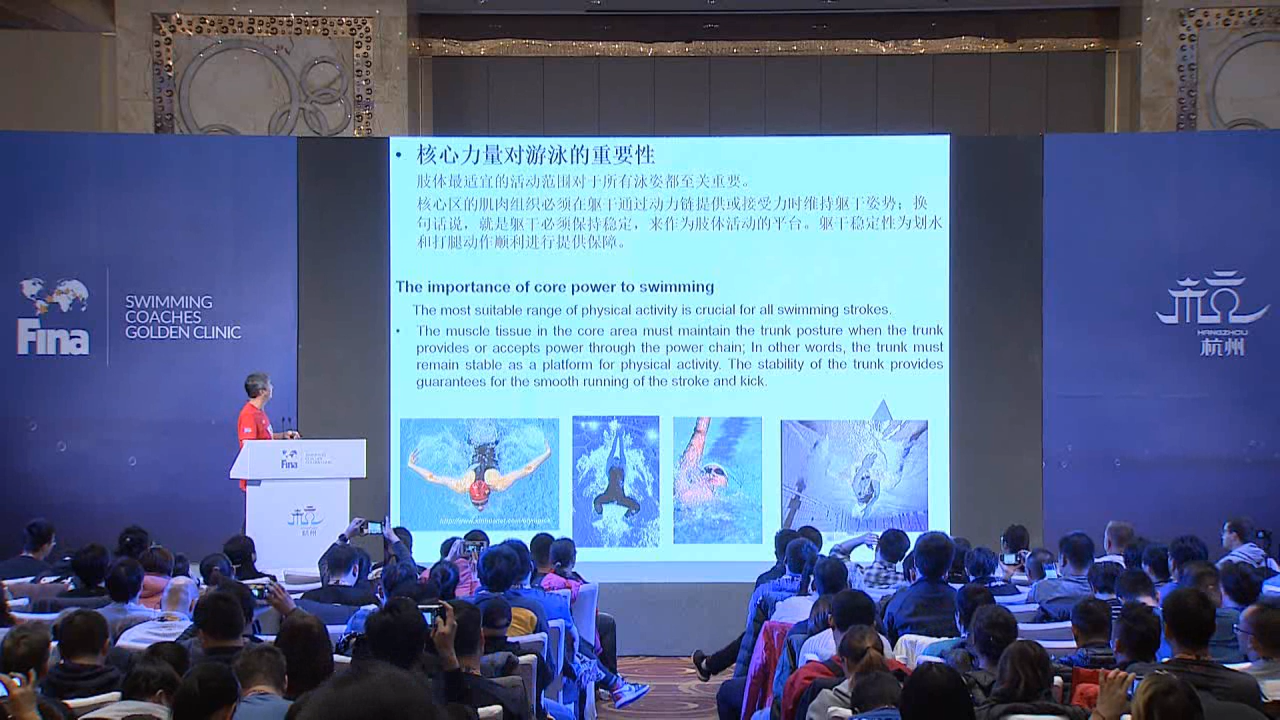 • 核心力量对游泳的重要性
肢体最适宜的活动范围对于所有泳姿都至关重要。
核心区的肌肉组织必须在躯干通过动力链提供或接受力时维持躯干姿势；换
句话说，就是躯干必须保持稳定，来作为肢体活动的平台。躯干稳定性为划水
和打腿动作顺利进行提供保障。
The importance of core power to swimming
The most suitable range of physical activity is crucial for all swimming strokes.
• The muscle tissue in the core area must maintain the trunk posture when the trunk
provides or accepts power through the power chain; In other words, the trunk must
remain stable as a platform for physical activity. The stability of the trunk provides
guarantees for the smooth running of the stroke and kick.
FINA
SWIMMING
COACHES
GOLDEN CLINIC
HANGZHOU
杭州
FINA
杭州